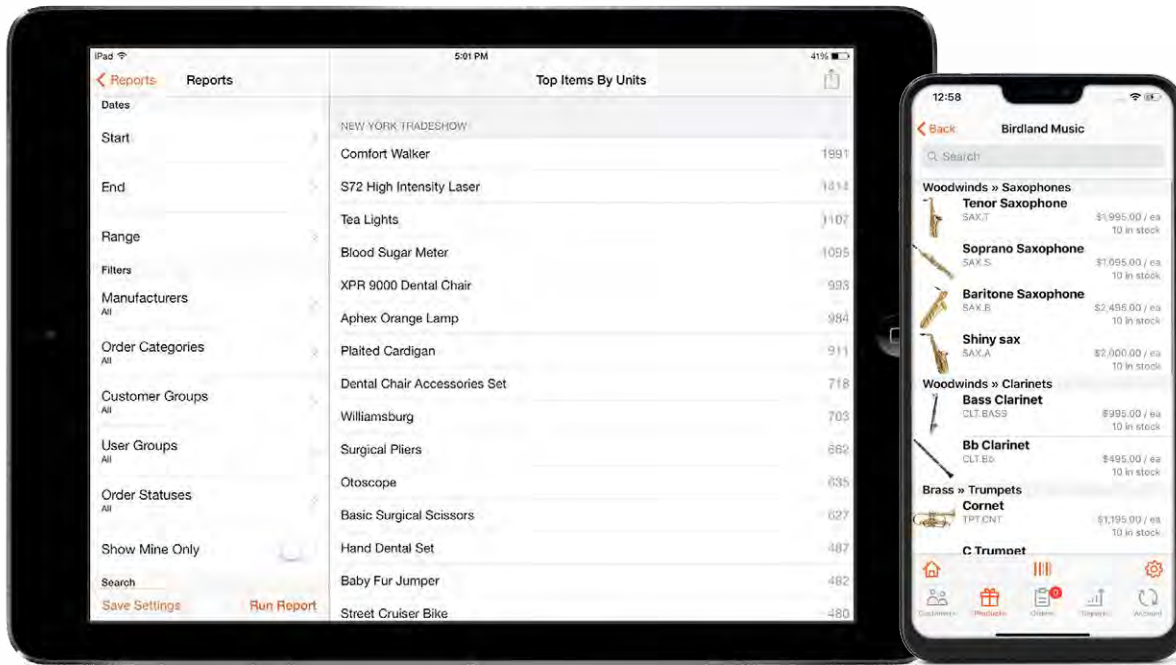 iPad
5:01 PM
41%
Reports
Reports
Top Items By Units
Dates
Start
End
Range
Filters
Manufacturers
All
Order Categories
All
Customer Groups
All
User Groups
All
Order Statuses
All
Show Mine Only
Search
Save Settings
Run Report
NEW YORK TRADESHOW
Comfort Walker 1991
S72 High Intensity Laser 1414
Tea Lights 1107
Blood Sugar Meter 1095
XPR 9000 Dental Chair 993
Aphex Orange Lamp 984
Plaited Cardigan 911
Dental Chair Accessories Set 718
Williamsburg 703
Surgical Pliers 662
Otoscope 635
Basic Surgical Scissors 627
Hand Dental Set 487
Baby Fur Jumper 482
Street Cruiser Bike 480
12:58
Back
Birdland Music
Search
Woodwinds » Saxophones
Tenor Saxophone
SAX.T $1,995.00 / ea
10 in stock
Soprano Saxophone
SAX.S $1,095.00 / ea
10 in stock
Baritone Saxophone
SAX.B $2,495.00 / ea
10 in stock
Shiny sax
SAX.A $2,000.00 / ea
10 in stock
Woodwinds » Clarinets
Bass Clarinet
CLT.BASS $995.00 / ea
10 in stock
Bb Clarinet
CLT.Bb $495.00 / ea
10 in stock
Brass » Trumpets
Cornet
TPT.CNT $1,195.00 / ea
10 in stock
C Trumpet
0
Customers
Products
Orders